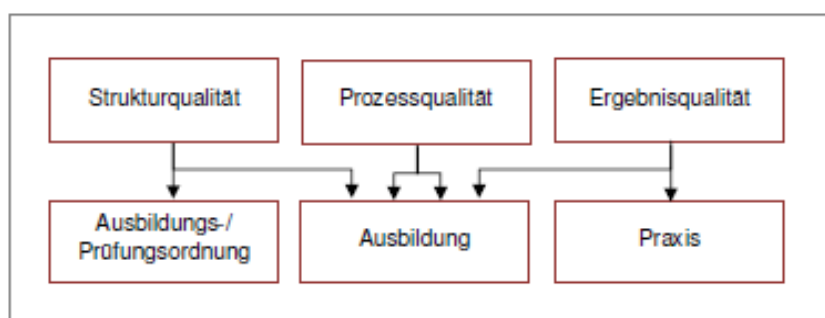 Strukturqualität
Prozessqualität
Ergebnisqualität
Ausbildungs-/
Prüfungsordnung
Ausbildung
Praxis